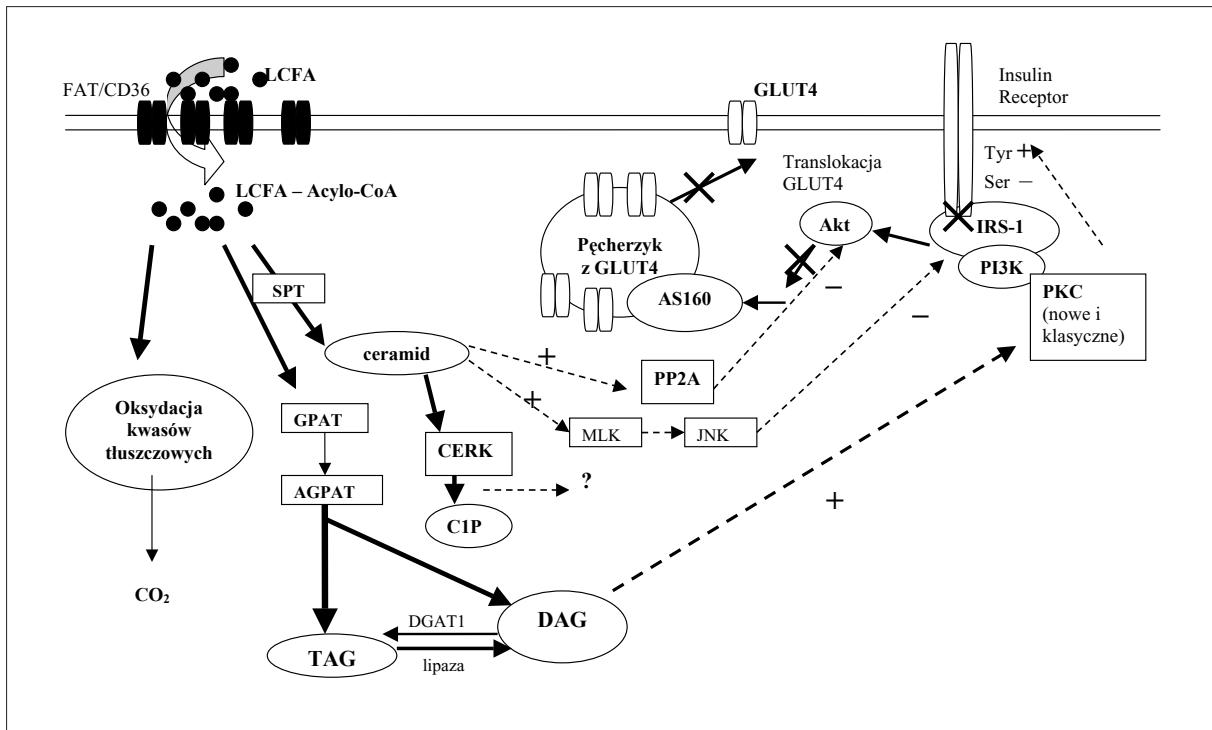 FAT/CD36
LCFA
GLUT4
Insulin
Receptor
Tyr +
Ser –
Translokacja
GLUT4
LCFA – Acylo-CoA
Pęcherzyk
z GLUT4
AS160
Akt
IRS-1
PI3K
PKC
(nowe i
klasyczne)
SPT
ceramid
+
+
PP2A
–
–
MLK
JNK
Oksydacja
kwasów
tłuszczowych
GPAT
CERK
AGPAT
?
C1P
+
CO₂
DGAT1
DAG
TAG
lipaza